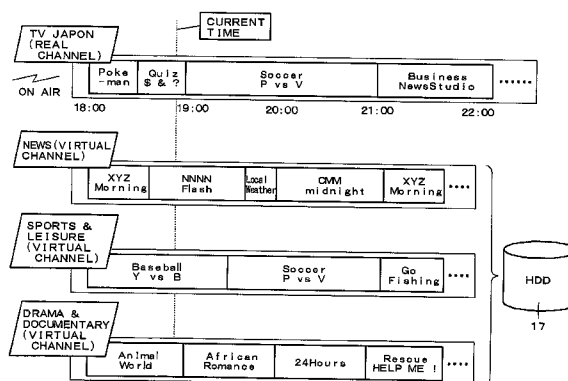 CURRENT
TIME
TV JAPON
(REAL
CHANNEL)
ON AIR
Poke
-man
Quiz
$ & ?
Soccer
P vs V
Business
NewsStudio
......
18:00
19:00
20:00
21:00
22:00
NEWS(VIRTUAL
CHANNEL)
XYZ
Morning
NNNN
Flash
Local
Weather
CMM
midnight
XYZ
Morning
....
SPORTS &
LEISURE
(VIRTUAL
CHANNEL)
Baseball
Y vs B
Soccer
P vs V
Go
Fishing
....
DRAMA &
DOCUMENTARY
(VIRTUAL
CHANNEL)
Animal
World
African
Romance
24Hours
Rescue
HELP ME !
....
HDD
17